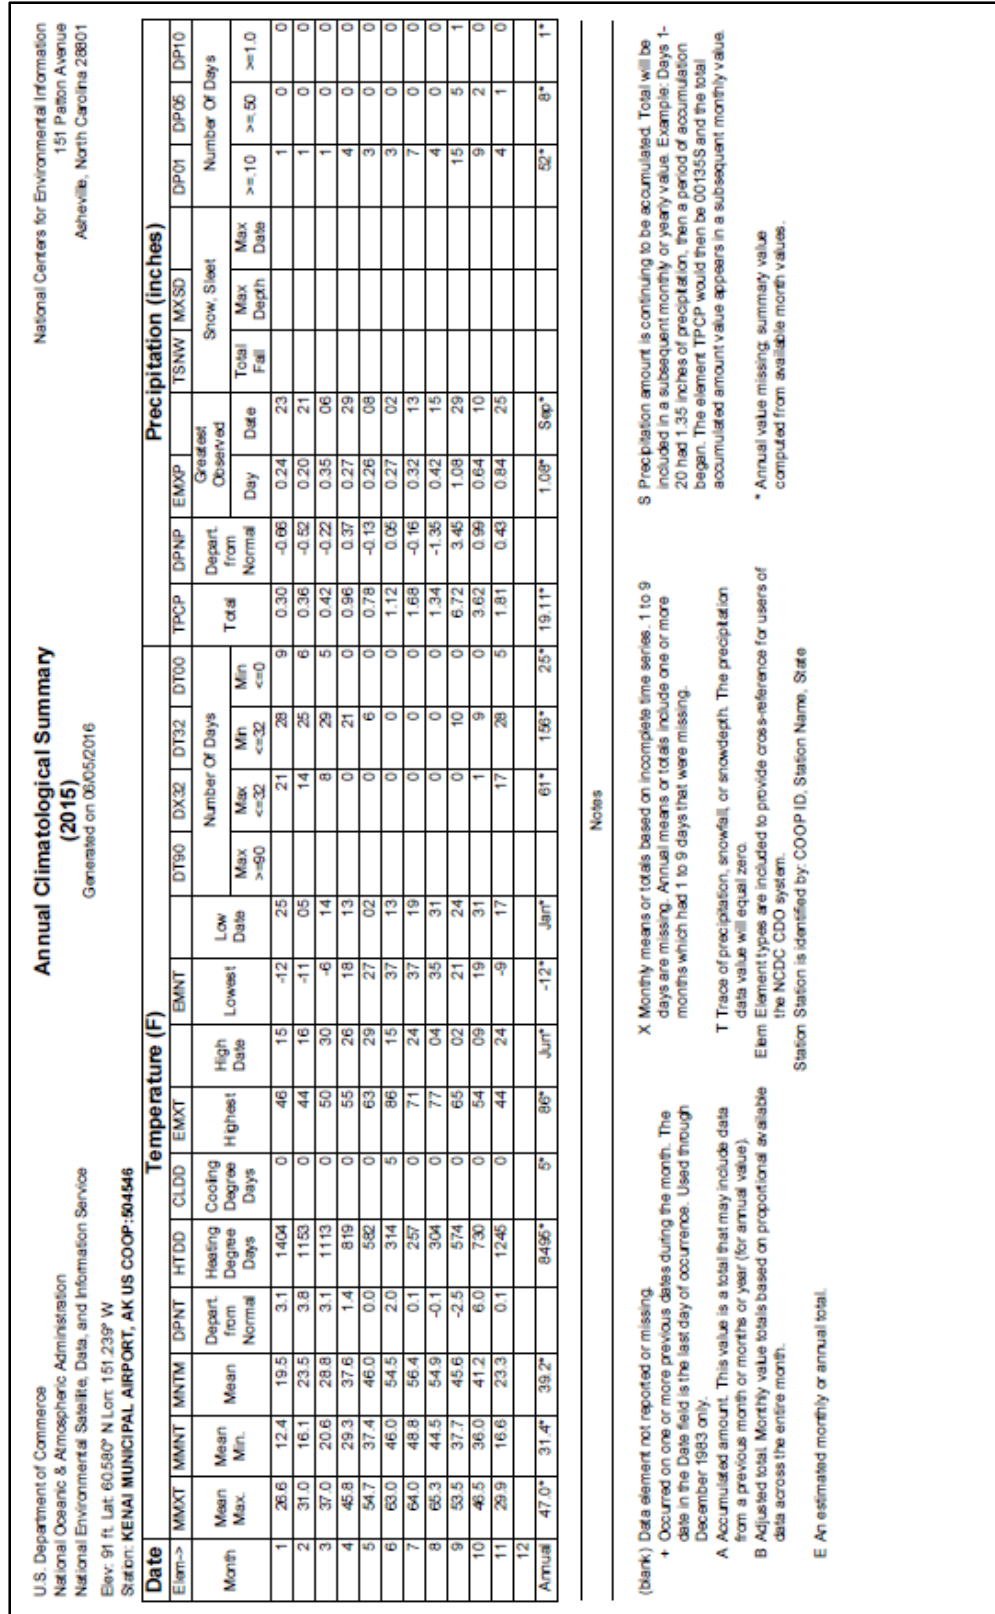 U.S. Department of Commerce
National Oceanic & Atmospheric Administration
National Environmental Satellite, Data, and Information Service
Elev: 91 ft. Lat: 60.580° N Lon: 151.239° W
Station: KENAI MUNICIPAL AIRPORT, AK US COOP:504546
Annual Climatological Summary
(2015)
Generated on 06/05/2016
National Centers for Environmental Information
151 Patton Avenue
Asheville, North Carolina 28801
Date Temperature (F) Precipitation (inches)
Elem-> MMXT MMNT MNTM DPNT HTDD CLDD EMXT EMNT DT90 DX32 DT32 DT00 TPCP DPNP EMXP TSNW MXSD DP01 DP05 DP10
Month Mean Max. Mean Min. Mean Depart. from Normal Heating Degree Days Cooling Degree Days Highest High Date Lowest Low Date Number Of Days Max >=90 Max <=32 Min <=32 Min <=0 Total Depart. from Normal Greatest Observed Day Date Snow, Sleet Total Fall Max Depth Max Date Number Of Days >=.10 >=.50 >=1.0
1 26.6 12.4 19.5 3.1 1404 0 46 15 -12 25 21 28 9 0.30 -0.66 0.24 23 1 0 0
2 31.0 16.1 23.5 3.8 1153 0 44 16 -11 05 14 25 6 0.36 -0.52 0.20 21 1 0 0
3 37.0 20.6 28.8 3.1 1113 0 50 30 -6 14 8 29 5 0.42 -0.22 0.35 06 1 0 0
4 45.8 29.3 37.6 1.4 819 0 55 26 18 13 0 21 0 0.96 0.37 0.27 29 4 0 0
5 54.7 37.4 46.0 0.0 582 0 63 29 27 02 0 6 0 0.78 -0.13 0.26 08 3 0 0
6 63.0 46.0 54.5 2.0 314 5 86 15 37 13 0 0 0 1.12 0.05 0.27 02 3 0 0
7 64.0 48.8 56.4 0.1 257 0 71 24 37 19 0 0 0 1.68 -0.16 0.32 13 7 0 0
8 65.3 44.5 54.9 -0.1 304 0 77 04 35 31 0 0 0 1.34 -1.35 0.42 15 4 0 0
9 53.5 37.7 45.6 -2.5 574 0 65 02 21 24 0 10 0 6.72 3.45 1.08 29 15 5 1
10 46.5 36.0 41.2 6.0 730 0 54 09 19 31 1 9 0 3.62 0.99 0.64 10 9 2 0
11 29.9 16.6 23.3 0.1 1245 0 44 24 -9 17 17 28 5 1.81 0.43 0.84 25 4 1 0
12
Annual 47.0* 31.4* 39.2* 8495* 5* 86* Jun* -12* Jan* 61* 156* 25* 19.11* 1.08* Sep* 52* 8* 1*
Notes
(blank) Data element not reported or missing.
+ Occurred on one or more previous dates during the month. The
date in the Date field is the last day of occurrence. Used through
December 1983 only.
A Accumulated amount. This value is a total that may include data
from a previous month or months or year (for annual value).
B Adjusted total. Monthly value totals based on proportional available
data across the entire month.
E An estimated monthly or annual total.
X Monthly means or totals based on incomplete time series. 1 to 9
days are missing. Annual means or totals include one or more
months which had 1 to 9 days that were missing.
T Trace of precipitation, snowfall, or snowdepth. The precipitation
data value will equal zero.
Elem Element types are included to provide cross-reference for users of
the NCDC CDO system.
Station Station is identified by: COOP ID, Station Name, State
S Precipitation amount is continuing to be accumulated. Total will be
included in a subsequent monthly or yearly value. Example: Days 1-
20 had 1.35 inches of precipitation, then a period of accumulation
began. The element TPCP would then be 00135S and the total
accumulated amount value appears in a subsequent monthly value.
* Annual value missing; summary value
computed from available month values.